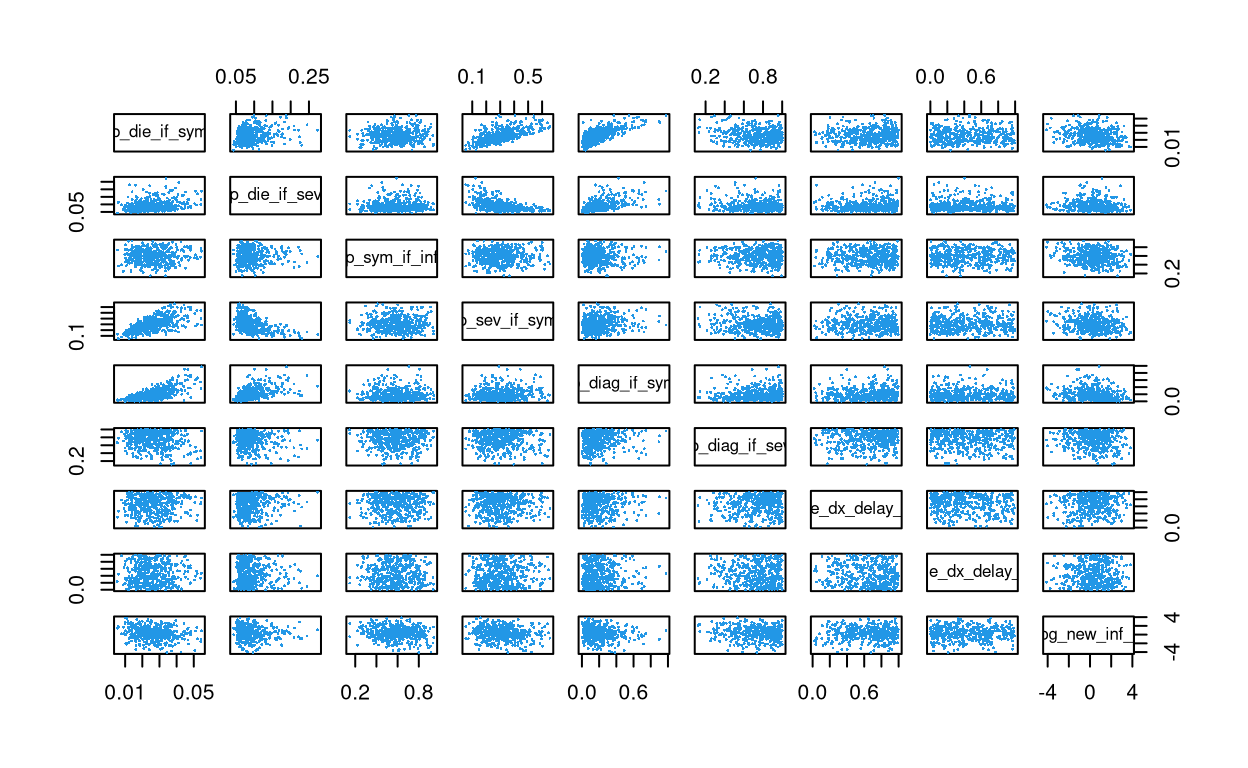 0.05 0.25 0.1 0.5 0.2 0.8 0.0 0.6
p_die_if_sym 0.01
0.05 p_die_if_sev
p_sym_if_inf 0.2
0.1 p_sev_if_sym
_diag_if_sym 0.0
0.2 p_diag_if_sev
e_dx_delay_ 0.0
0.0 e_dx_delay_
og_new_inf_ -4 4
0.01 0.05 0.2 0.8 0.0 0.6 0.0 0.6 -4 0 4